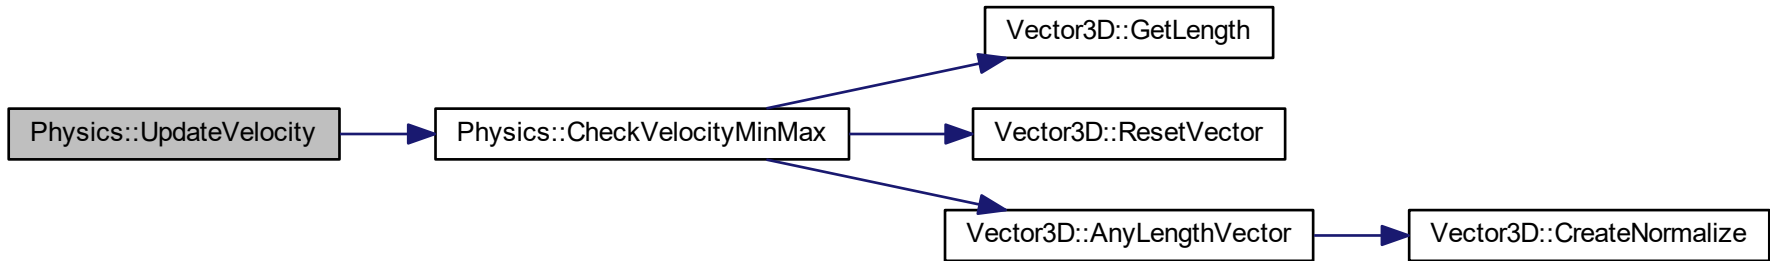 Vector3D::GetLength
Physics::UpdateVelocity
Physics::CheckVelocityMinMax
Vector3D::ResetVector
Vector3D::AnyLengthVector
Vector3D::CreateNormalize